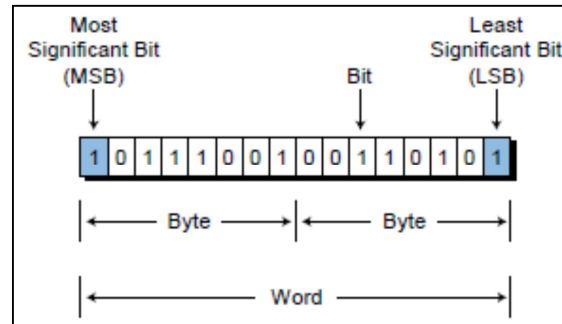 Most Least
Significant Bit Significant Bit
(MSB) Bit (LSB)
1 0 1 1 1 0 0 1 0 0 1 1 0 1 0 1
Byte Byte
Word